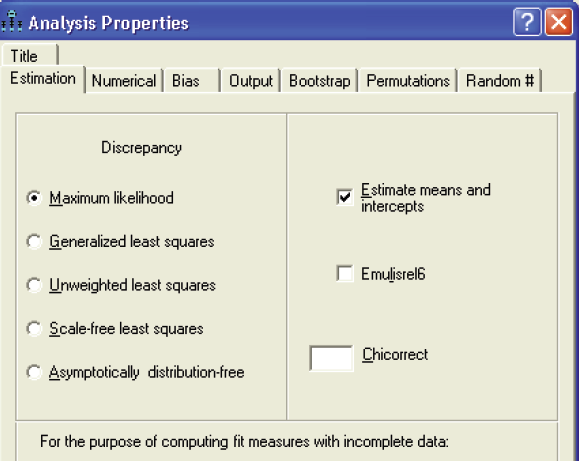 Analysis Properties
Title
Estimation Numerical Bias Output Bootstrap Permutations Random #
Discrepancy
Maximum likelihood
Generalized least squares
Unweighted least squares
Scale-free least squares
Asymptotically distribution-free
Estimate means and
intercepts
Emulisrel6
Chicorrect
For the purpose of computing fit measures with incomplete data: